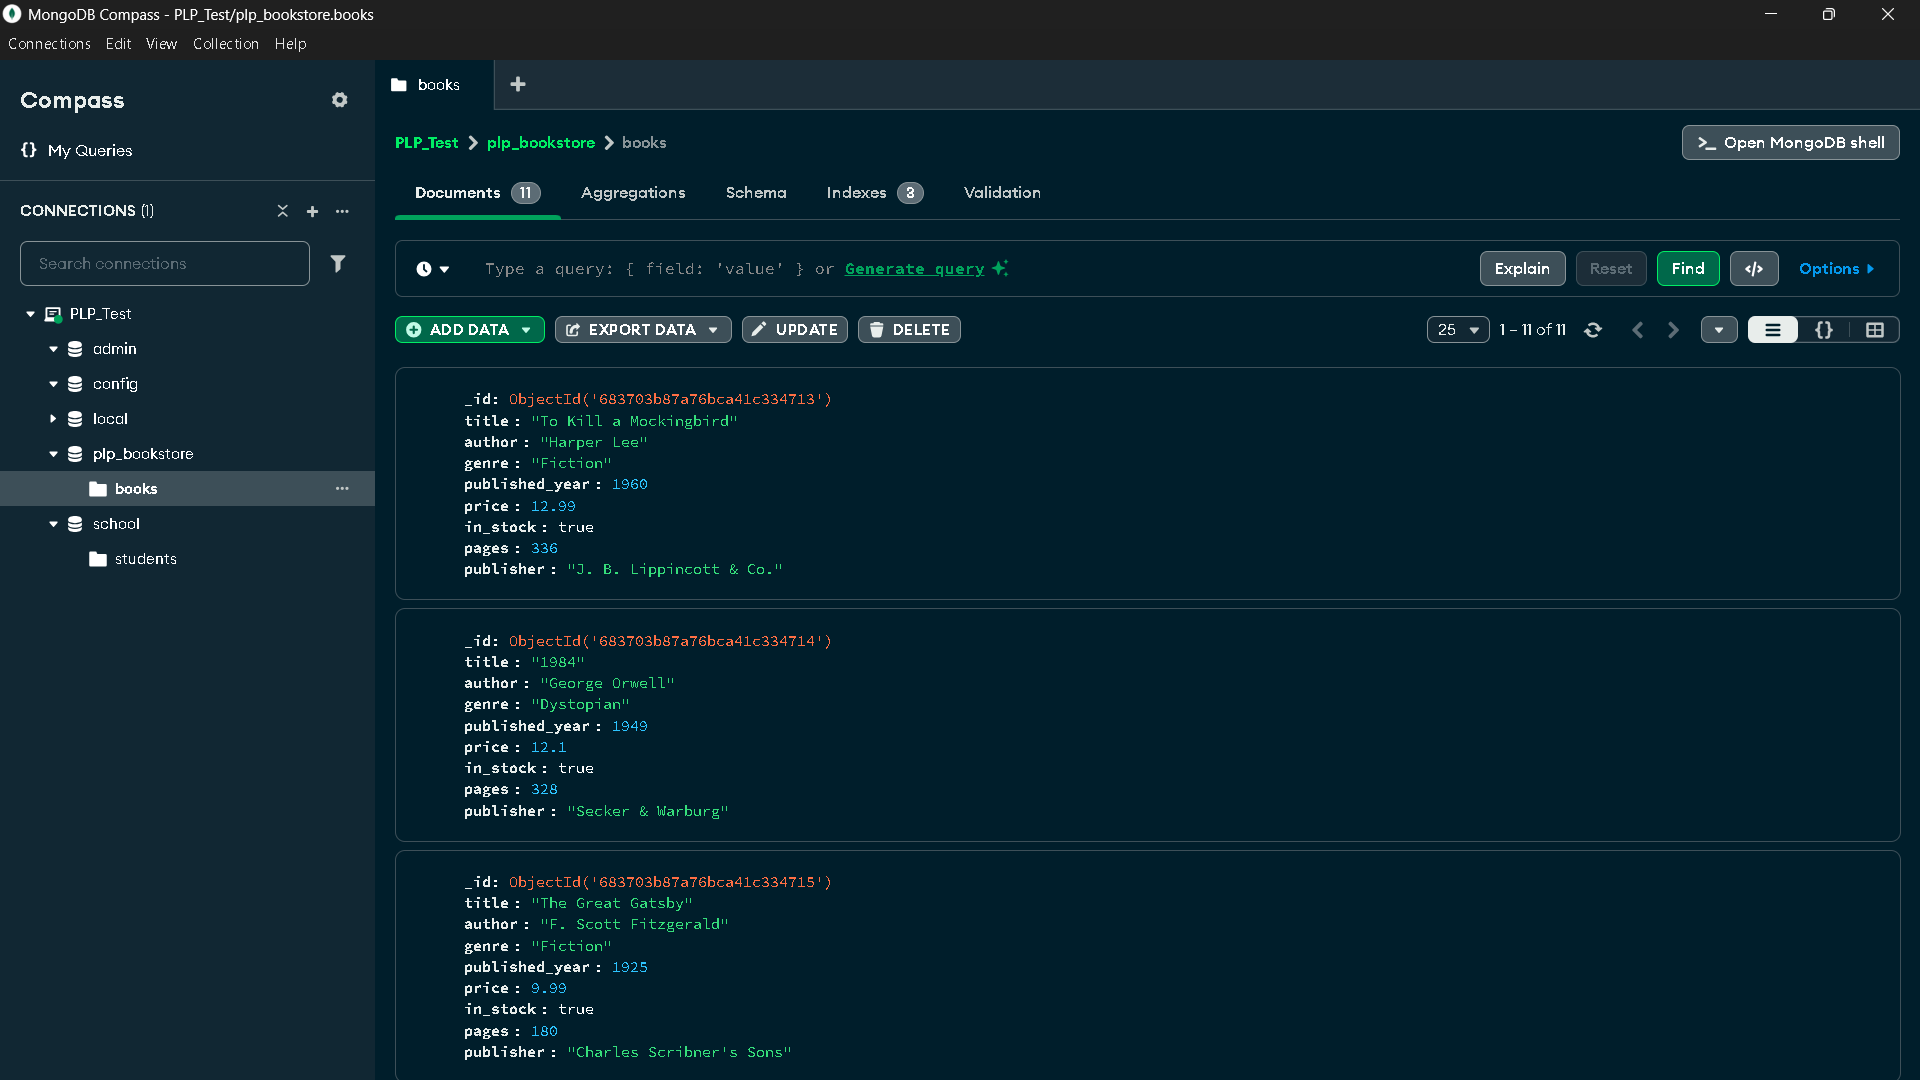 MongoDB Compass - PLP_Test/plp_bookstore.books
Connections Edit View Collection Help
Compass
{} My Queries
CONNECTIONS (1)
Search connections
PLP_Test
admin
config
local
plp_bookstore
books
school
students
books
PLP_Test > plp_bookstore > books
>_ Open MongoDB shell
Documents 11 Aggregations Schema Indexes 3 Validation
Type a query: { field: 'value' } or Generate query
Explain Reset Find </> Options
ADD DATA EXPORT DATA UPDATE DELETE
25 1 – 11 of 11 {}
_id: ObjectId('683703b87a76bca41c334713')
title : "To Kill a Mockingbird"
author : "Harper Lee"
genre : "Fiction"
published_year : 1960
price : 12.99
in_stock : true
pages : 336
publisher : "J. B. Lippincott & Co."
_id: ObjectId('683703b87a76bca41c334714')
title : "1984"
author : "George Orwell"
genre : "Dystopian"
published_year : 1949
price : 12.1
in_stock : true
pages : 328
publisher : "Secker & Warburg"
_id: ObjectId('683703b87a76bca41c334715')
title : "The Great Gatsby"
author : "F. Scott Fitzgerald"
genre : "Fiction"
published_year : 1925
price : 9.99
in_stock : true
pages : 180
publisher : "Charles Scribner's Sons"